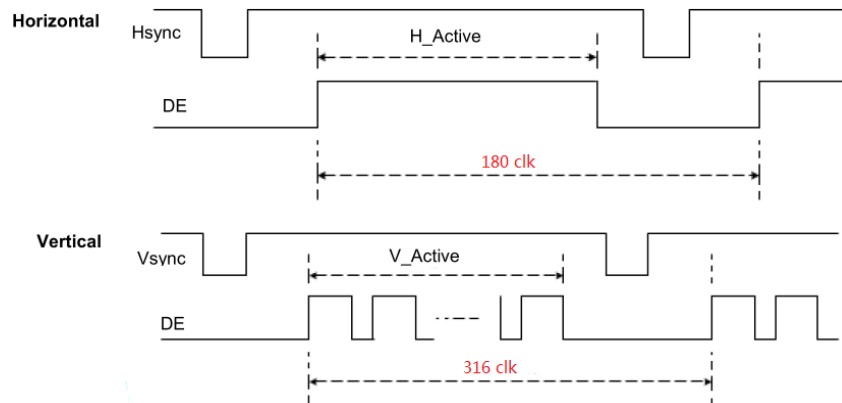 Horizontal
Hsync
H_Active
DE
180 clk
Vertical
Vsync
V_Active
DE
316 clk